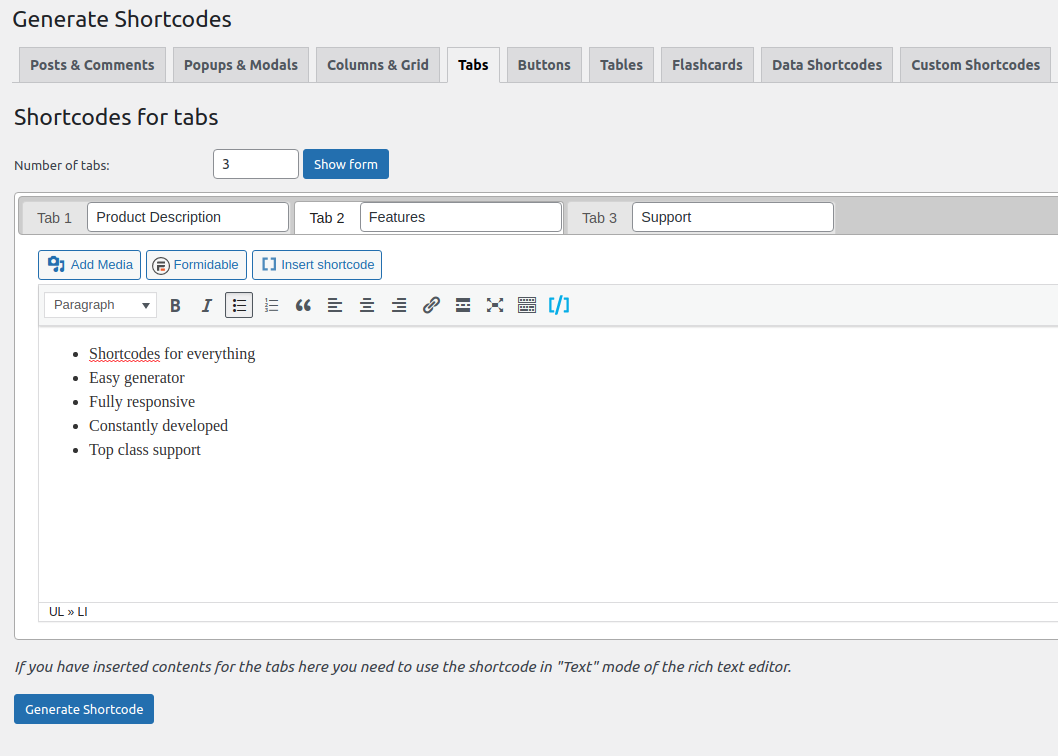 Generate Shortcodes
Posts & Comments Popups & Modals Columns & Grid Tabs Buttons Tables Flashcards Data Shortcodes Custom Shortcodes
Shortcodes for tabs
Number of tabs: 3 Show form
Tab 1 Product Description Tab 2 Features Tab 3 Support
Add Media Formidable Insert shortcode
Paragraph B I [/]
Shortcodes for everything
Easy generator
Fully responsive
Constantly developed
Top class support
UL » LI
If you have inserted contents for the tabs here you need to use the shortcode in "Text" mode of the rich text editor.
Generate Shortcode